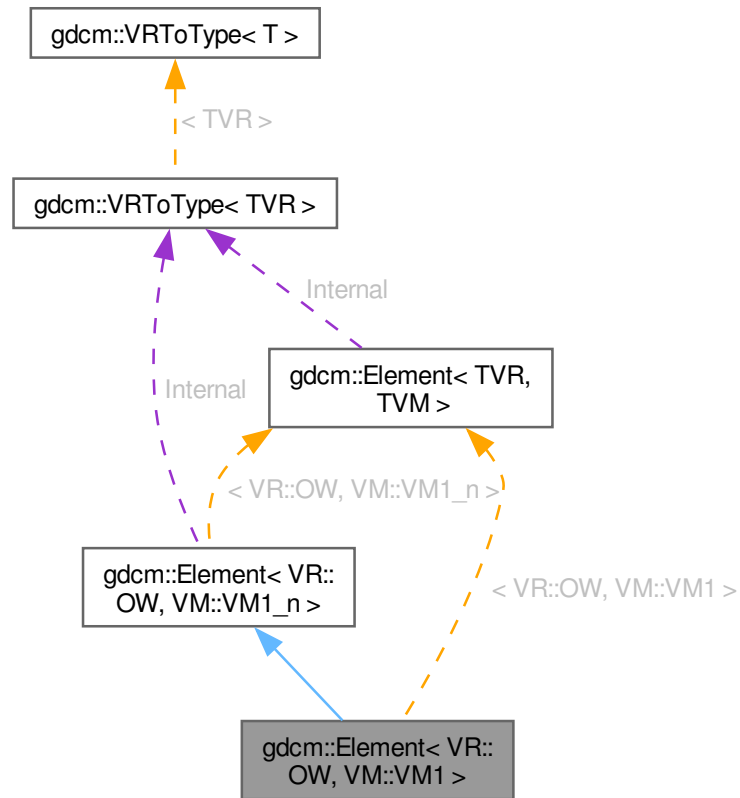 gdcm::VRToType< T >
< TVR >
gdcm::VRToType< TVR >
Internal
gdcm::Element< TVR,
TVM >
Internal
< VR::OW, VM::VM1_n >
gdcm::Element< VR::
OW, VM::VM1_n >
< VR::OW, VM::VM1 >
gdcm::Element< VR::
OW, VM::VM1 >